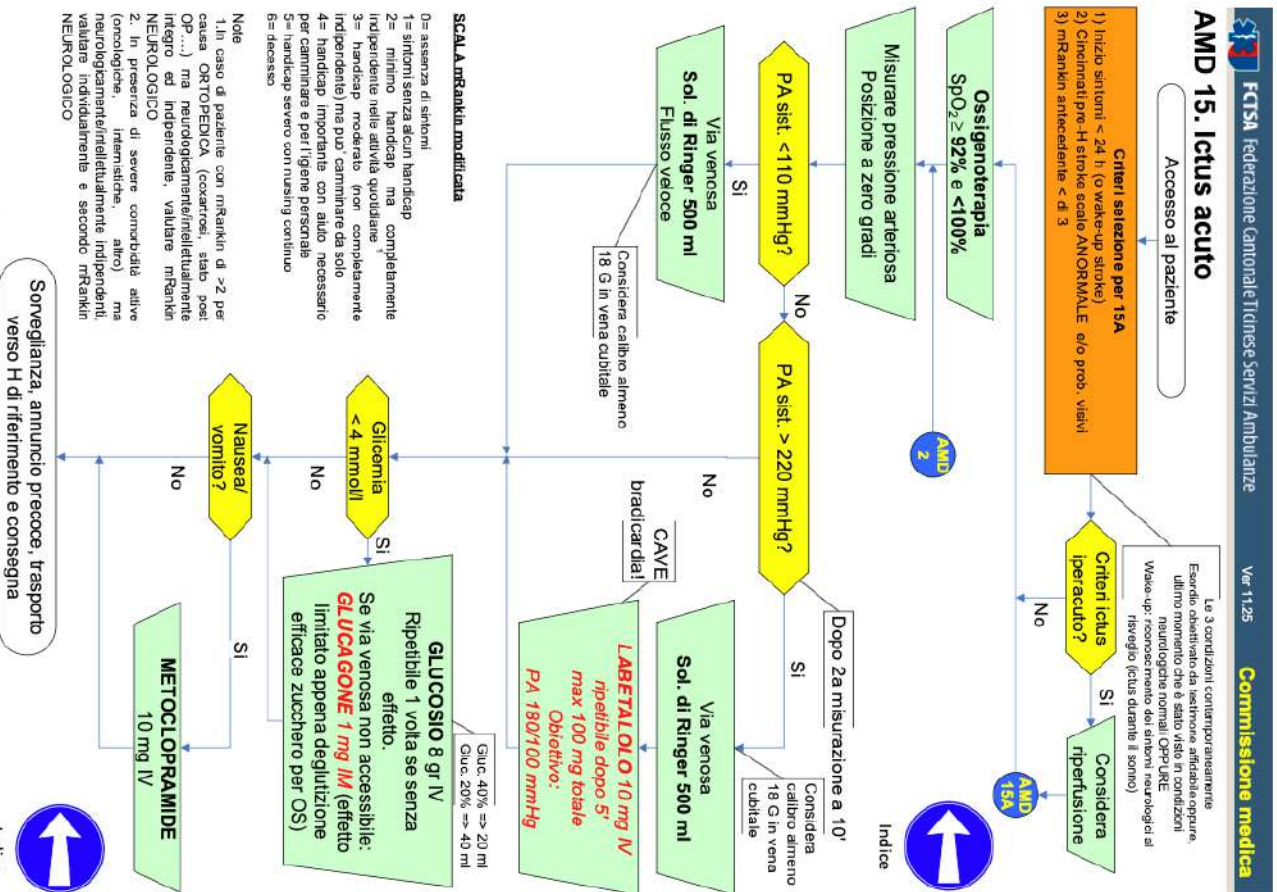 FCTSA Federazione Cantonale Ticinese Servizi Ambulanze
Ver 11.25
Commissione medica
AMD 15. Ictus acuto
Accesso al paziente
Criteri selezione per 15A
1) Inizio sintomi < 24 h (o wake-up stroke)
2) Cincinnati pre-H stroke scale ANORMALE e/o prob. visivi
3) mRankin antecedente < di 3
Le 3 condizioni contemporaneamente
Esordio obiettivato da testimone affidabile oppure,
ultimo momento che è stato visto in condizioni
neurologiche normali OPPURE
Wake-up: riconoscimento dei sintomi neurologici al
risveglio (ictus durante il sonno)
Criteri ictus
iperacuto?
Si
Considera
riperfusione
AMD
15A
No
Indice
Ossigenoterapia
SpO2 ≥ 92% e <100%
AMD
2
Misurare pressione arteriosa
Posizione a zero gradi
PA sist. <110 mmHg?
No
PA sist. > 220 mmHg?
Dopo 2a misurazione a 10'
Si
Si
Via venosa
Sol. di Ringer 500 ml
Flusso veloce
Considera calibro almeno
18 G in vena cubitale
No
Via venosa
Sol. di Ringer 500 ml
Considera
calibro almeno
18 G in vena
cubitale
CAVE
bradicardia!
LABETALOLO 10 mg IV
ripetibile dopo 5'
max 100 mg totale
Obiettivo:
PA 180/100 mmHg
SCALA mRankin modificata
0= assenza di sintomi
1= sintomi senza alcun handicap
2= minimo handicap ma completamente
indipendente nelle attività quotidiane
3= handicap moderato (non completamente
indipendente) ma puo' camminare da solo
4= handicap importante con aiuto necessario
per camminare e per l'igiene personale
5= handicap severo con nursing continuo
6= decesso
Glicemia
< 4 mmol/l
Si
No
GLUCOSIO 8 gr IV
Ripetibile 1 volta se senza
effetto.
Se via venosa non accessibile:
GLUCAGONE 1 mg IM (effetto
limitato appena deglutizione
efficace zucchero per OS)
Gluc. 40% => 20 ml
Gluc. 20% => 40 ml
Note
1.In caso di paziente con mRankin di >2 per
causa ORTOPEDICA (coxartrosi, stato post
OP....) ma neurologicamente/intellettualmente
integro ed indipendente, valutare mRankin
NEUROLOGICO
2. In presenza di severe comorbidità attive
(oncologiche, internistiche, altro) ma
neurologicamente/intellettualmente indipendenti,
valutare individualmente e secondo mRankin
NEUROLOGICO
Nausea/
vomito?
Si
No
METOCLOPRAMIDE
10 mg IV
Sorveglianza, annuncio precoce, trasporto
verso H di riferimento e consegna